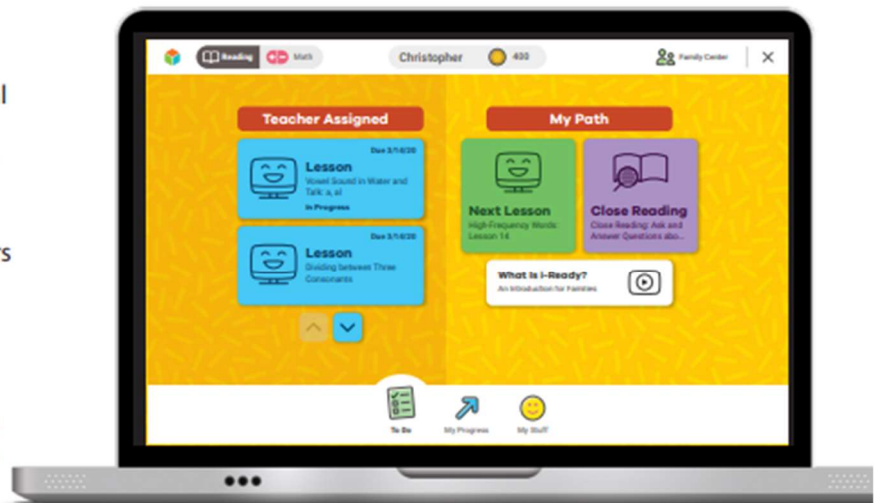 l
rs
Reading
Math
Christopher
400
Family Center
Teacher Assigned
Due 3/14/20
Lesson
Vowel Sound in Water and
Talk: a, al
In Progress
Due 3/14/20
Lesson
Dividing between Three
Consonants
My Path
Next Lesson
High-Frequency Words:
Lesson 14
Close Reading
Close Reading: Ask and
Answer Questions abo...
What Is i-Ready?
An Introduction for Families
To Do
My Progress
My Stuff